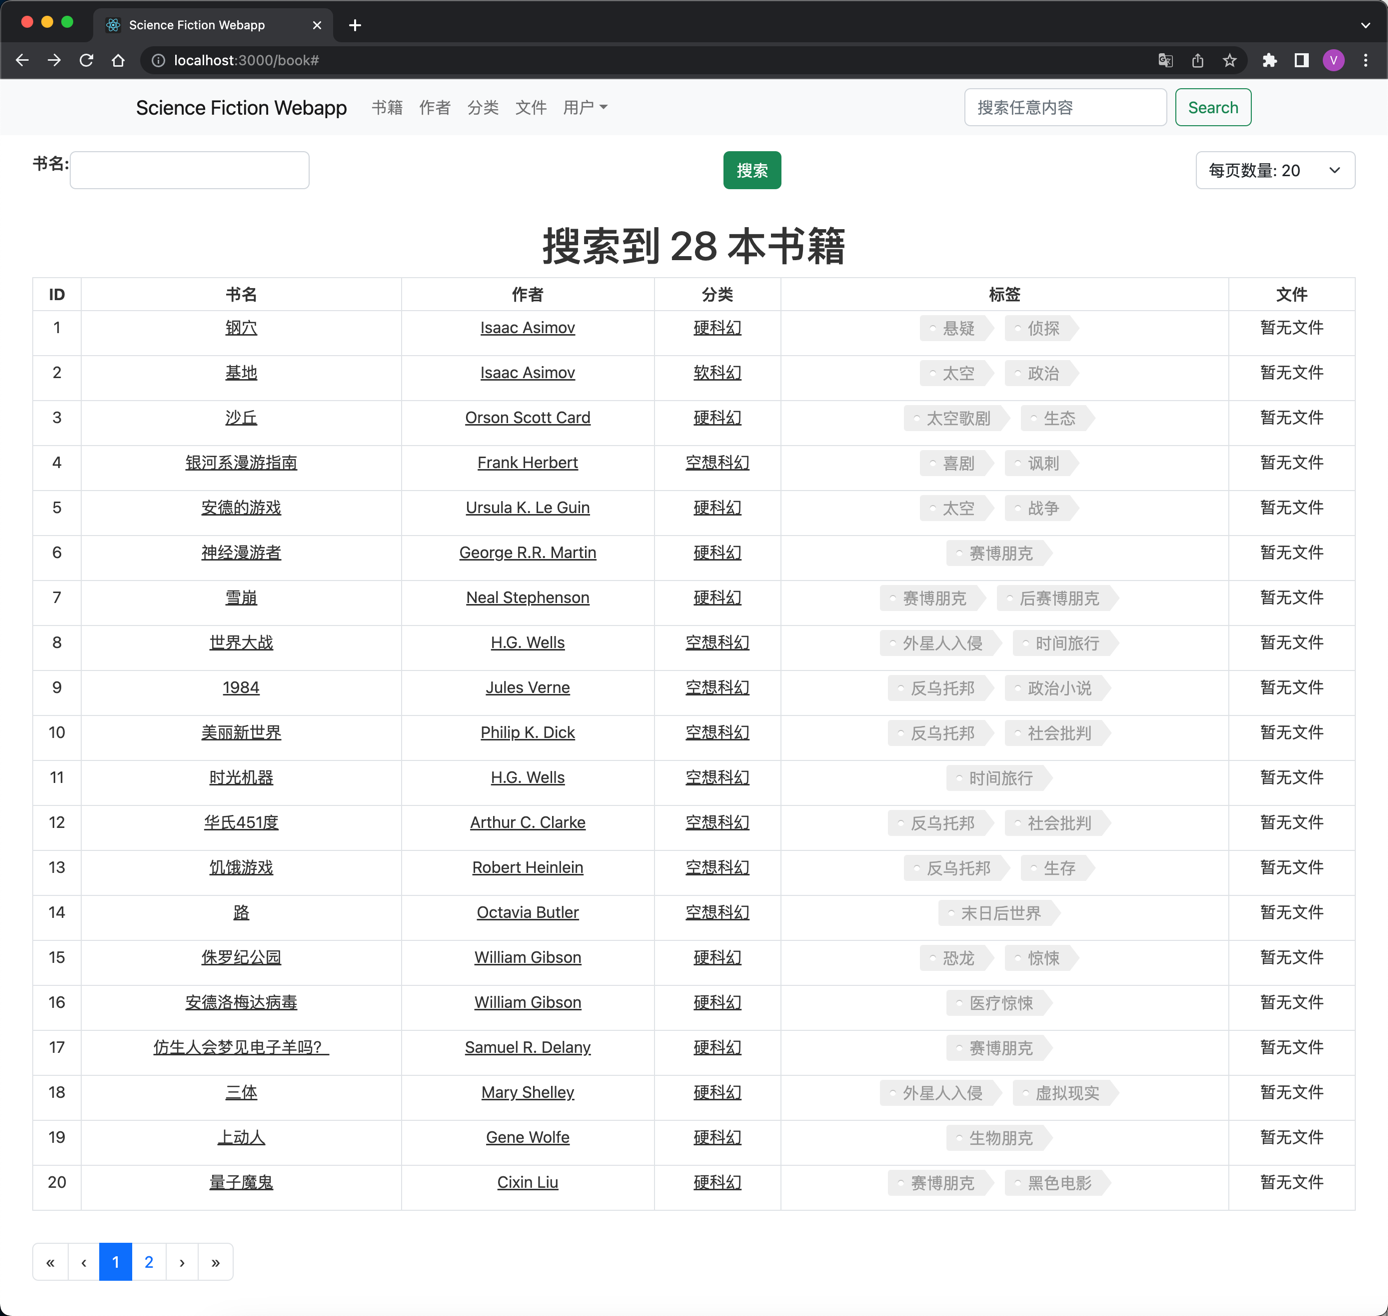 Science Fiction Webapp
localhost:3000/book#
V
Science Fiction Webapp 书籍 作者 分类 文件 用户 搜索任意内容 Search
书名: 搜索 每页数量: 20
搜索到 28 本书籍
ID 书名 作者 分类 标签 文件
1 钢穴 Isaac Asimov 硬科幻 悬疑 侦探 暂无文件
2 基地 Isaac Asimov 软科幻 太空 政治 暂无文件
3 沙丘 Orson Scott Card 硬科幻 太空歌剧 生态 暂无文件
4 银河系漫游指南 Frank Herbert 空想科幻 喜剧 讽刺 暂无文件
5 安德的游戏 Ursula K. Le Guin 硬科幻 太空 战争 暂无文件
6 神经漫游者 George R.R. Martin 硬科幻 赛博朋克 暂无文件
7 雪崩 Neal Stephenson 硬科幻 赛博朋克 后赛博朋克 暂无文件
8 世界大战 H.G. Wells 空想科幻 外星人入侵 时间旅行 暂无文件
9 1984 Jules Verne 空想科幻 反乌托邦 政治小说 暂无文件
10 美丽新世界 Philip K. Dick 空想科幻 反乌托邦 社会批判 暂无文件
11 时光机器 H.G. Wells 空想科幻 时间旅行 暂无文件
12 华氏451度 Arthur C. Clarke 空想科幻 反乌托邦 社会批判 暂无文件
13 饥饿游戏 Robert Heinlein 空想科幻 反乌托邦 生存 暂无文件
14 路 Octavia Butler 空想科幻 末日后世界 暂无文件
15 侏罗纪公园 William Gibson 硬科幻 恐龙 惊悚 暂无文件
16 安德洛梅达病毒 William Gibson 硬科幻 医疗惊悚 暂无文件
17 仿生人会梦见电子羊吗？ Samuel R. Delany 硬科幻 赛博朋克 暂无文件
18 三体 Mary Shelley 硬科幻 外星人入侵 虚拟现实 暂无文件
19 上动人 Gene Wolfe 硬科幻 生物朋克 暂无文件
20 量子魔鬼 Cixin Liu 硬科幻 赛博朋克 黑色电影 暂无文件
« ‹ 1 2 › »